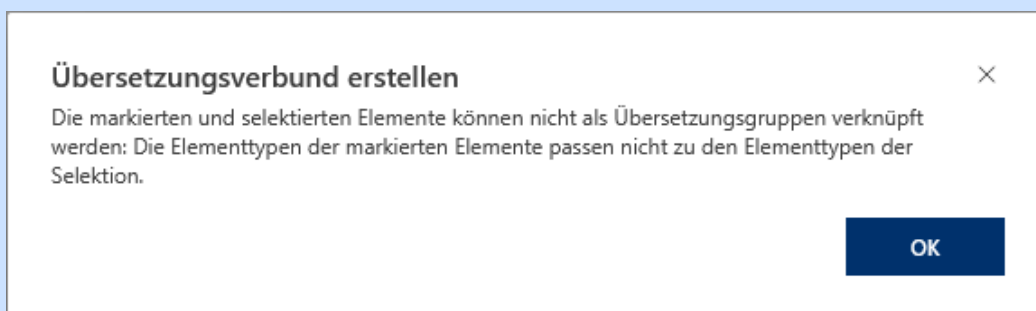 Übersetzungsverbund erstellen
Die markierten und selektierten Elemente können nicht als Übersetzungsgruppen verknüpft
werden: Die Elementtypen der markierten Elemente passen nicht zu den Elementtypen der
Selektion.
OK